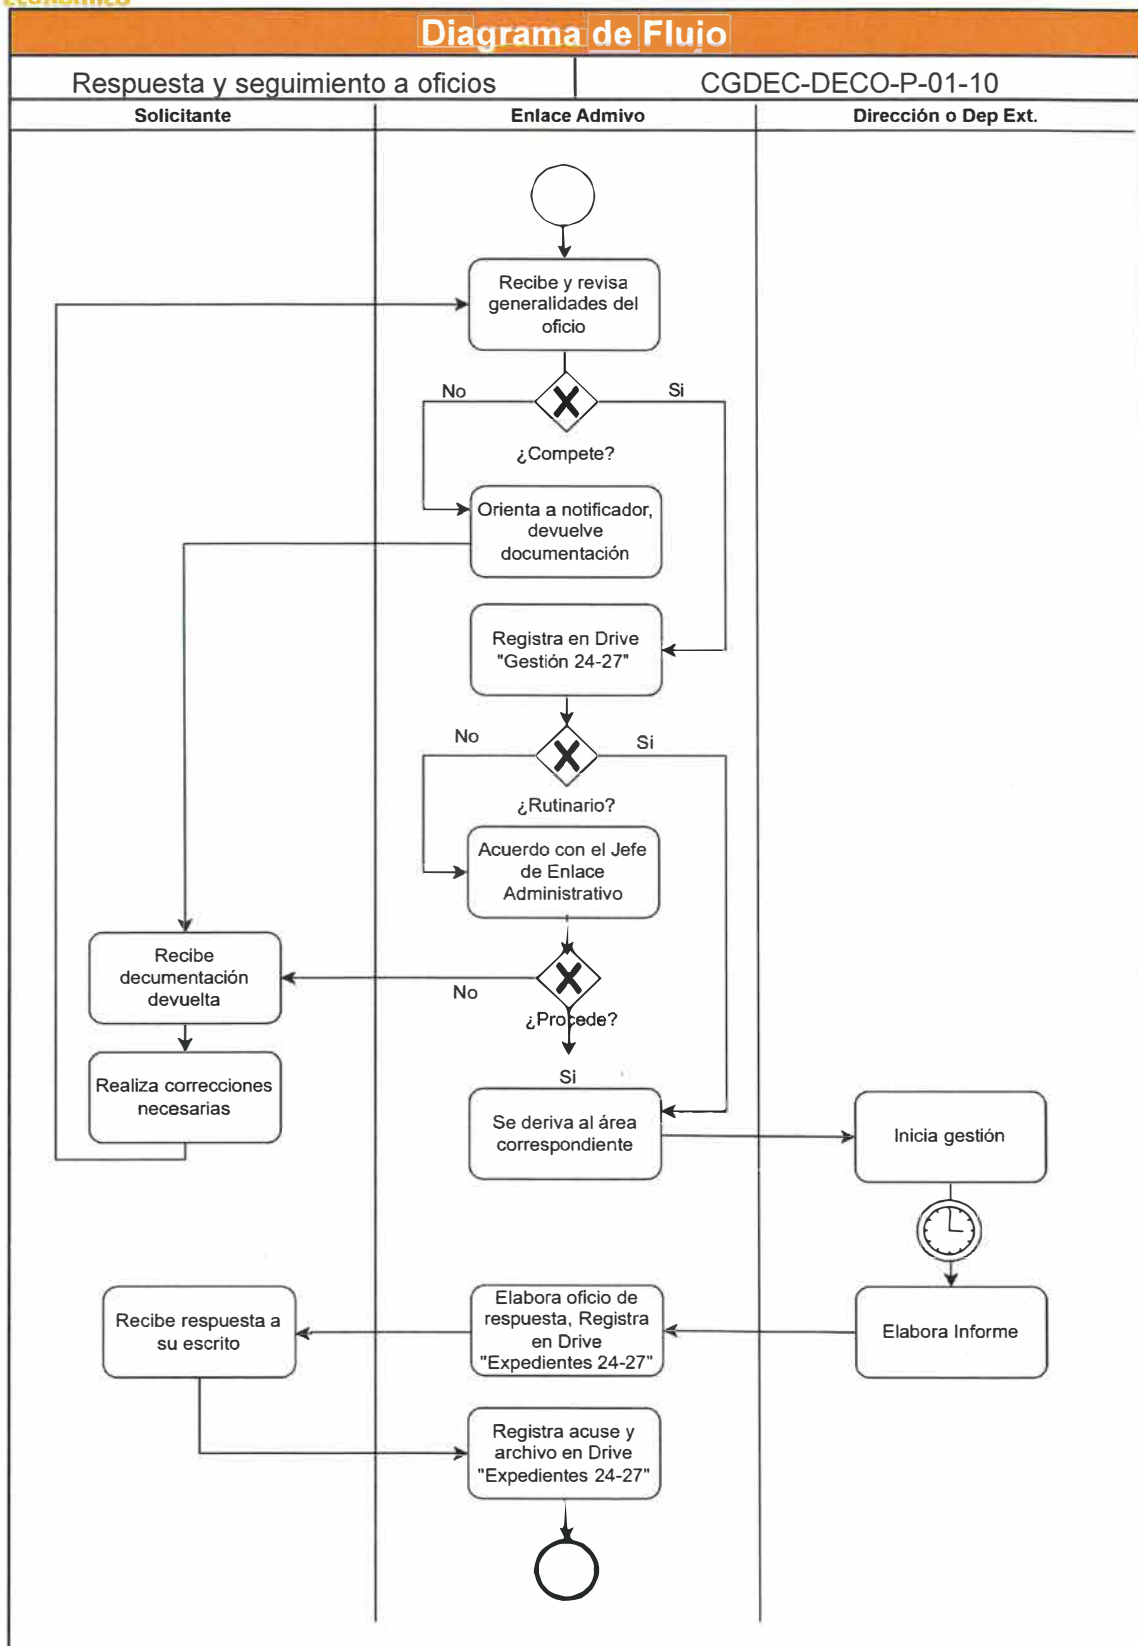 Diagrama de Flujo
Respuesta y seguimiento a oficios
CGDEC-DECO-P-01-10
Solicitante
Enlace Admivo
Dirección o Dep Ext.
Recibe y revisa
generalidades del
oficio
No
Si
¿Compete?
Orienta a notificador,
devuelve
documentación
Registra en Drive
"Gestión 24-27"
No
Si
¿Rutinario?
Acuerdo con el Jefe
de Enlace
Administrativo
Recibe
decumentación
devuelta
No
¿Procede?
Si
Realiza correcciones
necesarias
Se deriva al área
correspondiente
Inicia gestión
Recibe respuesta a
su escrito
Elabora oficio de
respuesta, Registra
en Drive
"Expedientes 24-27"
Elabora Informe
Registra acuse y
archivo en Drive
"Expedientes 24-27"